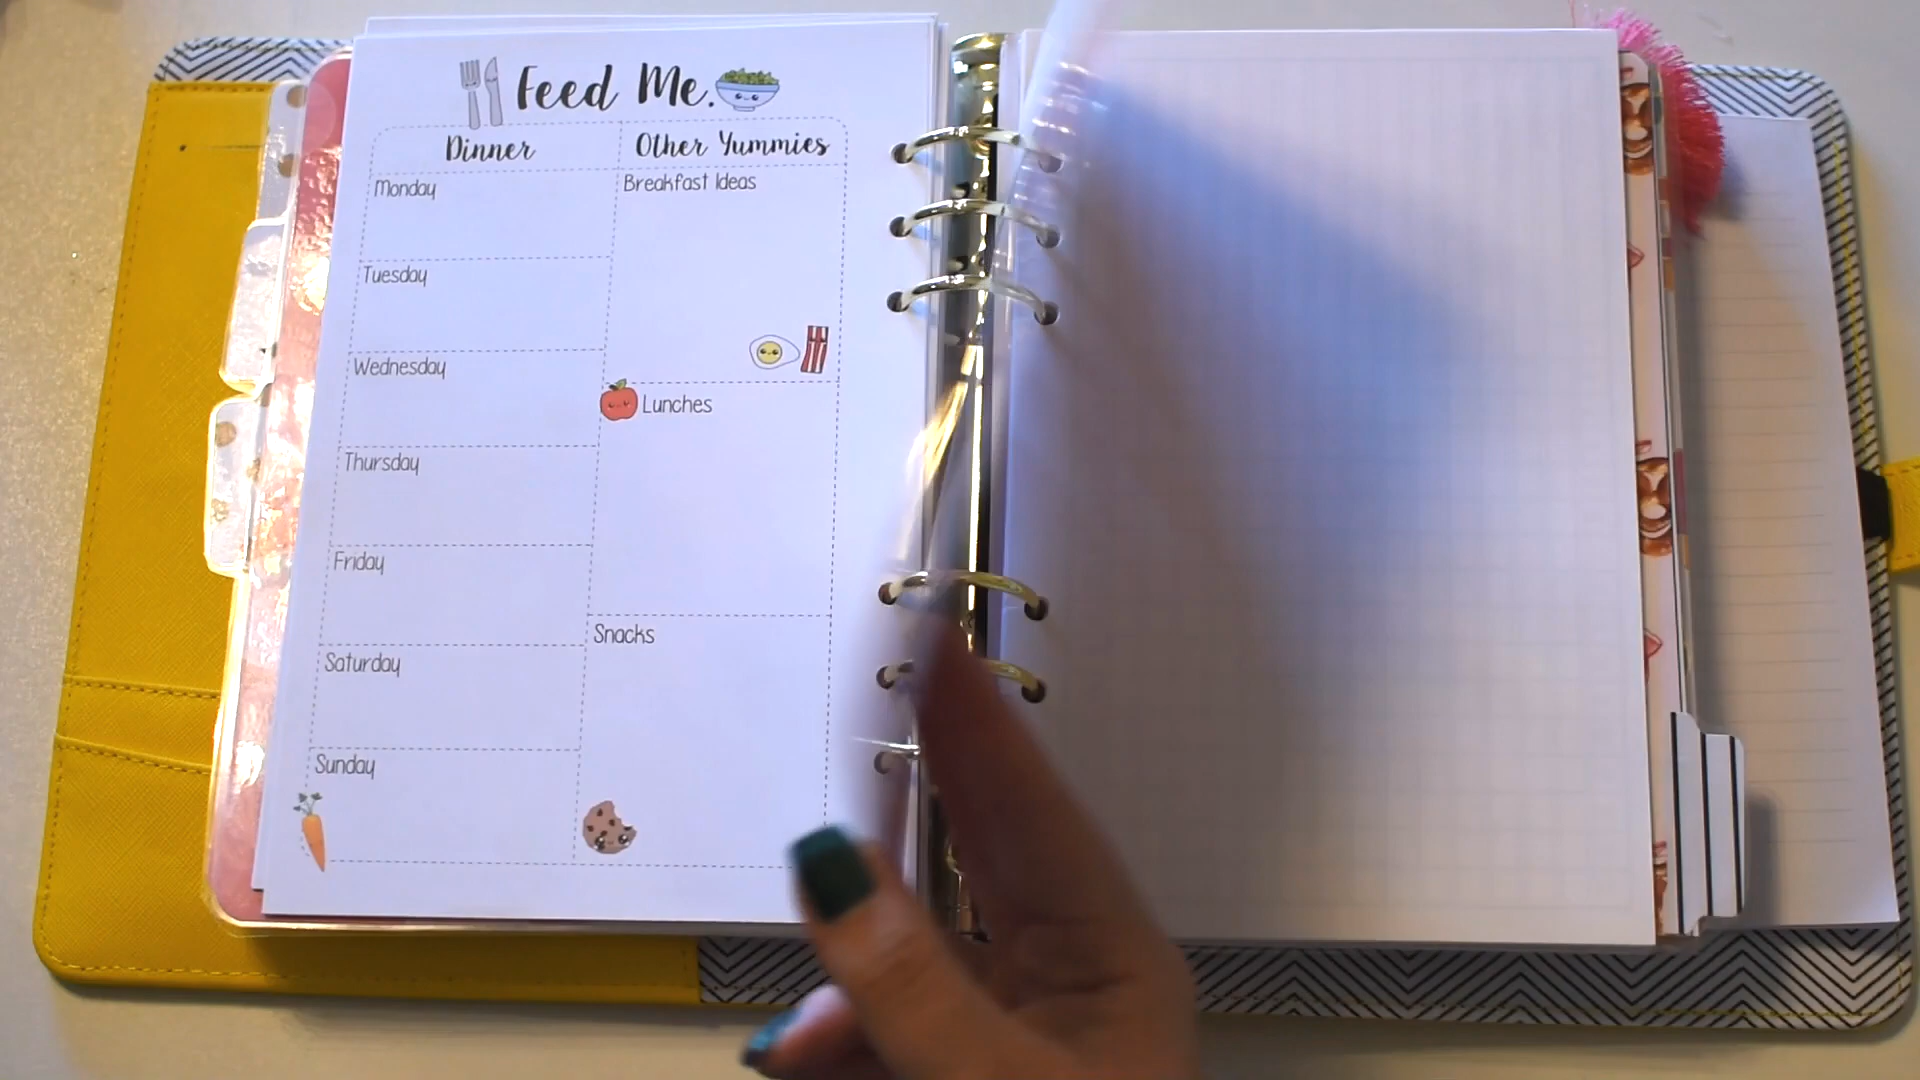 Feed Me.
Dinner
Other Yummies
Monday
Tuesday
Wednesday
Thursday
Friday
Saturday
Sunday
Breakfast Ideas
Lunches
Snacks